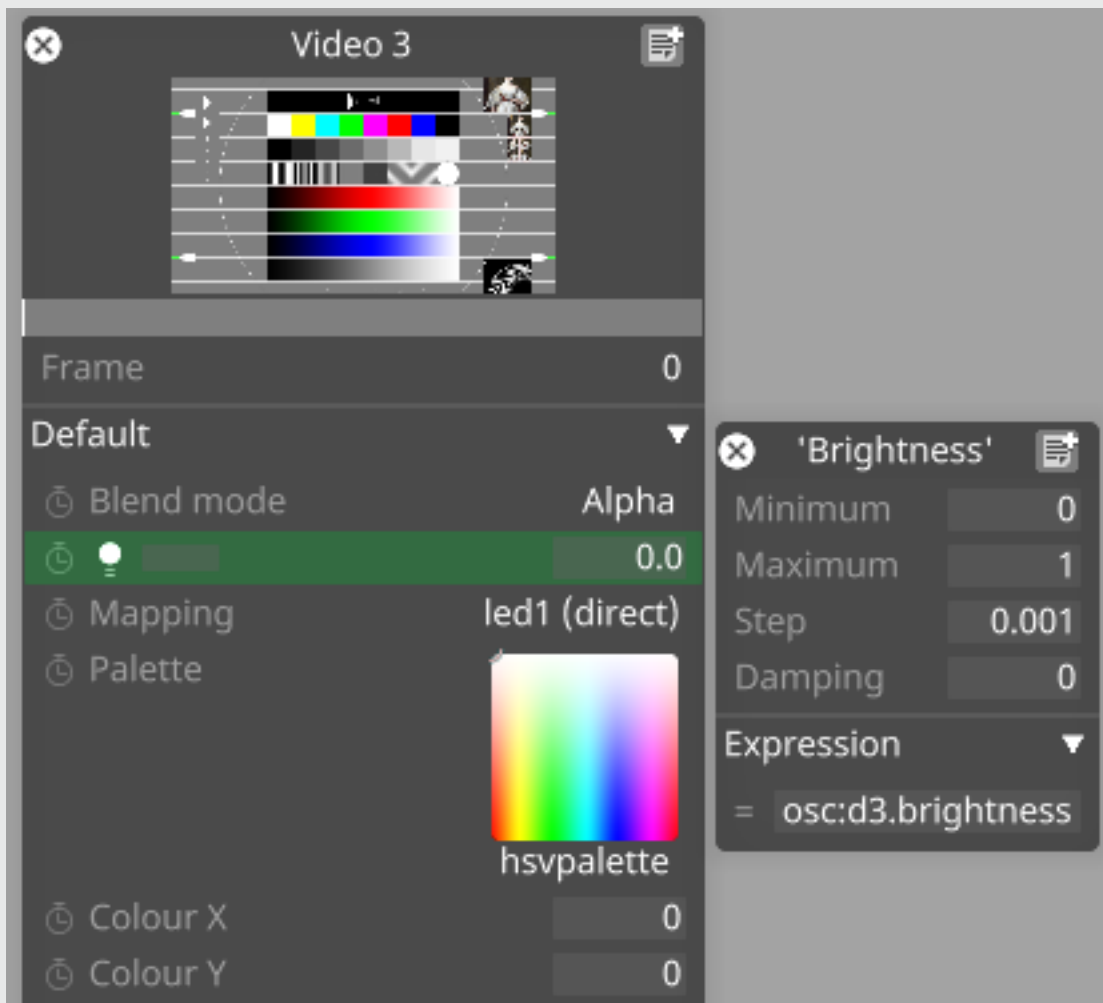 Video 3
Frame 0
Default
Blend mode Alpha
0.0
Mapping led1 (direct)
Palette
hsvpalette
Colour X 0
Colour Y 0
'Brightness'
Minimum 0
Maximum 1
Step 0.001
Damping 0
Expression
= osc:d3.brightness